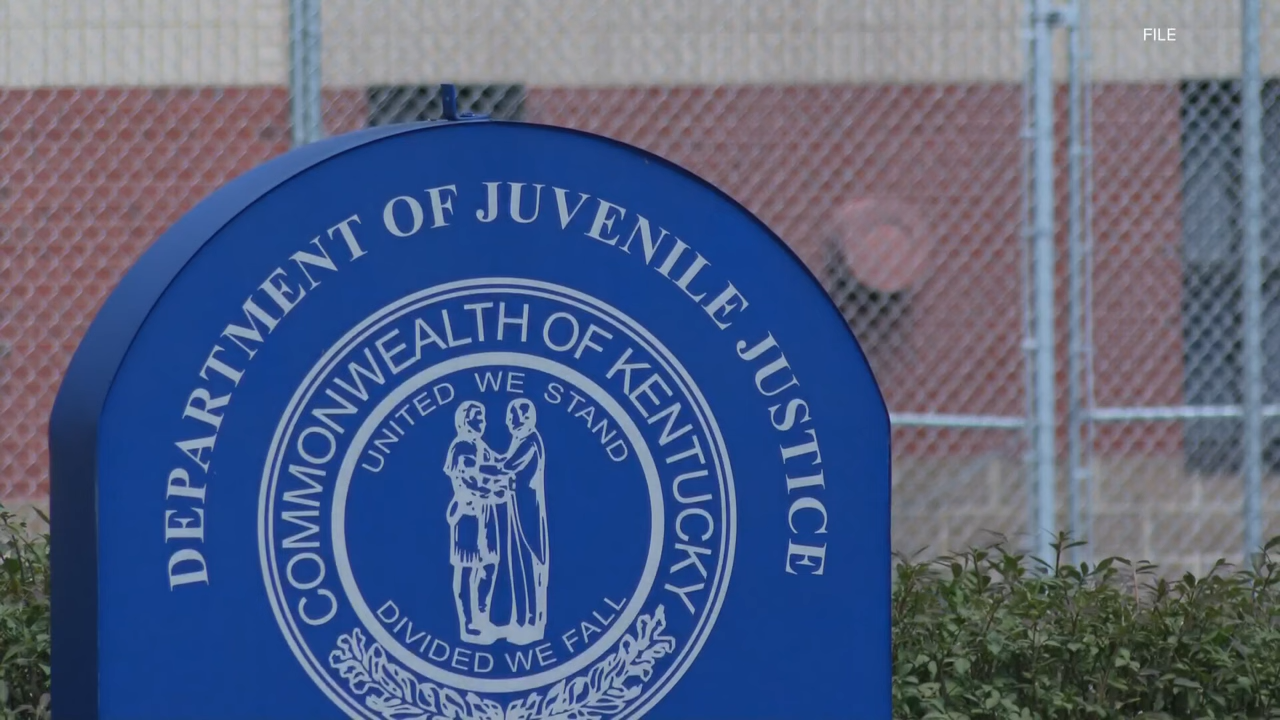 FILE
DEPARTMENT OF JUVENILE JUSTICE
COMMONWEALTH OF KENTUCKY
UNITED WE STAND
DIVIDED WE FALL